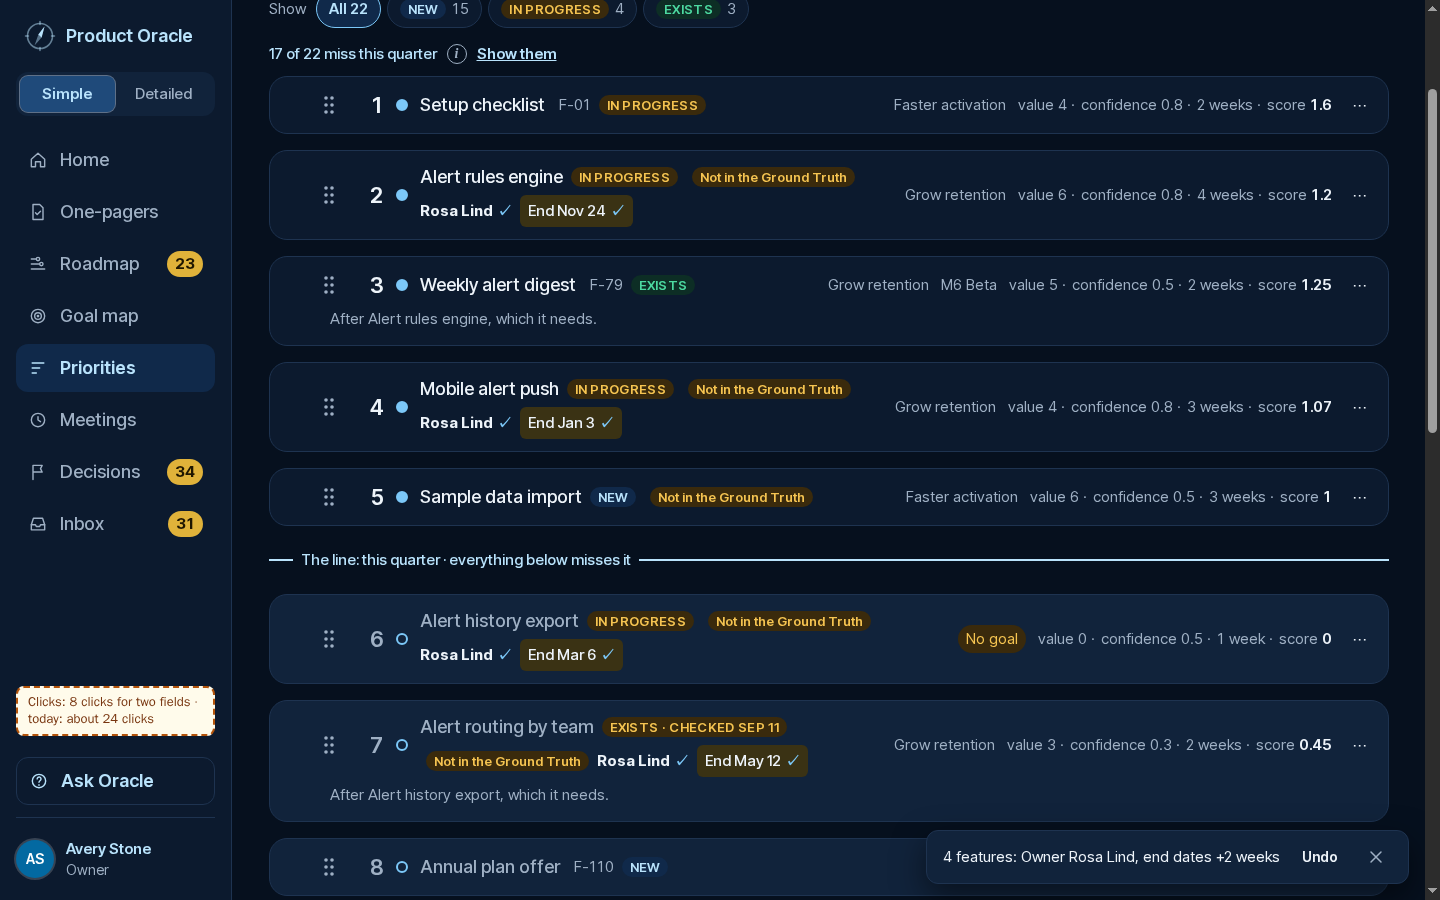 Product Oracle
Simple Detailed
Home
One-pagers
Roadmap 23
Goal map
Priorities
Meetings
Decisions 34
Inbox 31
Clicks: 8 clicks for two fields ·
today: about 24 clicks
Ask Oracle
AS Avery Stone
Owner
Show All 22 NEW 15 IN PROGRESS 4 EXISTS 3
17 of 22 miss this quarter i Show them
1 Setup checklist F-01 IN PROGRESS Faster activation value 4 · confidence 0.8 · 2 weeks · score 1.6 ···
Alert rules engine IN PROGRESS Not in the Ground Truth
2 Rosa Lind ✓ End Nov 24 ✓ Grow retention value 6 · confidence 0.8 · 4 weeks · score 1.2 ···
3 Weekly alert digest F-79 EXISTS Grow retention M6 Beta value 5 · confidence 0.5 · 2 weeks · score 1.25 ···
After Alert rules engine, which it needs.
Mobile alert push IN PROGRESS Not in the Ground Truth
4 Rosa Lind ✓ End Jan 3 ✓ Grow retention value 4 · confidence 0.8 · 3 weeks · score 1.07 ···
5 Sample data import NEW Not in the Ground Truth Faster activation value 6 · confidence 0.5 · 3 weeks · score 1 ···
The line: this quarter · everything below misses it
Alert history export IN PROGRESS Not in the Ground Truth
6 Rosa Lind ✓ End Mar 6 ✓ No goal value 0 · confidence 0.5 · 1 week · score 0 ···
Alert routing by team EXISTS · CHECKED SEP 11
7 Not in the Ground Truth Rosa Lind ✓ End May 12 ✓ Grow retention value 3 · confidence 0.3 · 2 weeks · score 0.45 ···
After Alert history export, which it needs.
8 Annual plan offer F-110 NEW
4 features: Owner Rosa Lind, end dates +2 weeks Undo